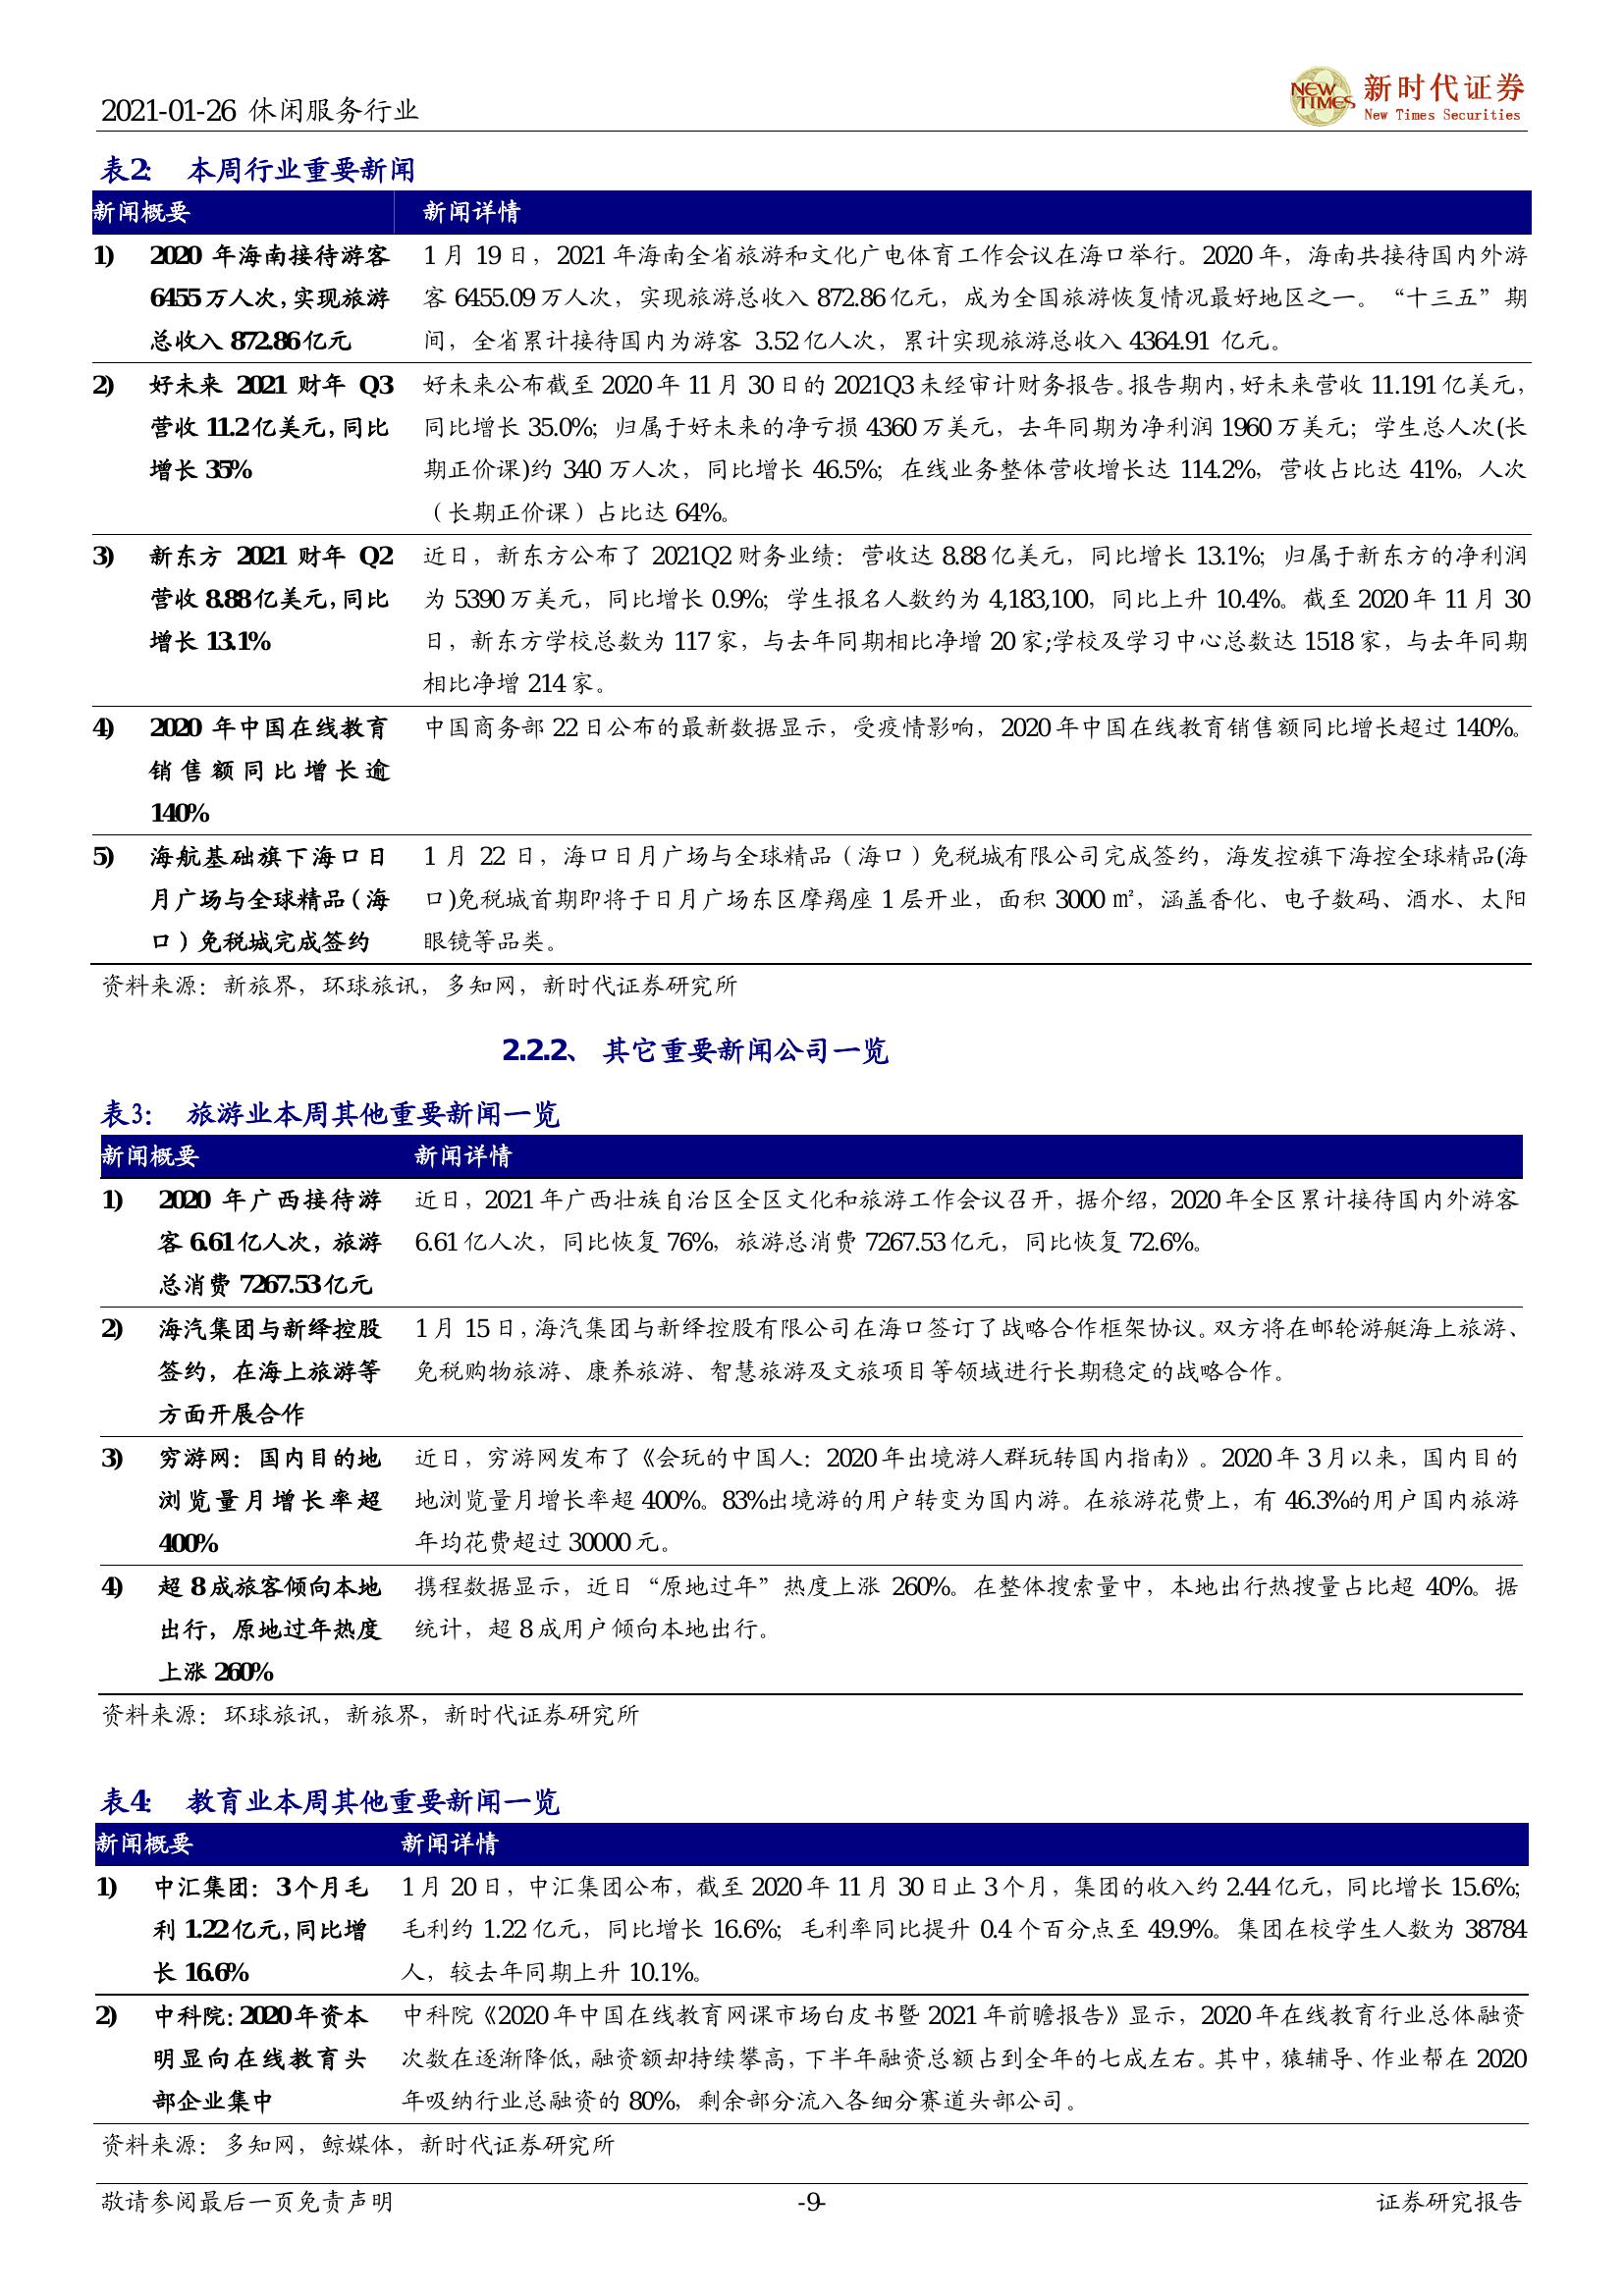 2021-01-26 休闲服务行业
NEW TIMES
新时代证券
New Times Securities
表2： 本周行业重要新闻
新闻概要 新闻详情
1) 2020 年海南接待游客 1 月 19 日，2021 年海南全省旅游和文化广电体育工作会议在海口举行。2020 年，海南共接待国内外游
6455 万人次，实现旅游 客 6455.09 万人次，实现旅游总收入 872.86 亿元，成为全国旅游恢复情况最好地区之一。“十三五”期
总收入 872.86 亿元 间，全省累计接待国内为游客 3.52 亿人次，累计实现旅游总收入 4364.91 亿元。
2) 好未来 2021 财年 Q3 好未来公布截至 2020 年 11 月 30 日的 2021Q3 未经审计财务报告。报告期内，好未来营收 11.191 亿美元，
营收 11.2 亿美元，同比 同比增长 35.0%；归属于好未来的净亏损 4360 万美元，去年同期为净利润 1960 万美元；学生总人次(长
增长 35% 期正价课)约 340 万人次，同比增长 46.5%；在线业务整体营收增长达 114.2%，营收占比达 41%，人次
（长期正价课）占比达 64%。
3) 新东方 2021 财年 Q2 近日，新东方公布了 2021Q2 财务业绩：营收达 8.88 亿美元，同比增长 13.1%；归属于新东方的净利润
营收 8.88 亿美元，同比 为 5390 万美元，同比增长 0.9%；学生报名人数约为 4,183,100，同比上升 10.4%。截至 2020 年 11 月 30
增长 13.1% 日，新东方学校总数为 117 家，与去年同期相比净增 20 家;学校及学习中心总数达 1518 家，与去年同期
相比净增 214 家。
4) 2020 年中国在线教育 中国商务部 22 日公布的最新数据显示，受疫情影响，2020 年中国在线教育销售额同比增长超过 140%。
销售额同比增长逾
140%
5) 海航基础旗下海口日 1 月 22 日，海口日月广场与全球精品（海口）免税城有限公司完成签约，海发控旗下海控全球精品(海
月广场与全球精品（海 口)免税城首期即将于日月广场东区摩羯座 1 层开业，面积 3000 ㎡，涵盖香化、电子数码、酒水、太阳
口）免税城完成签约 眼镜等品类。
资料来源：新旅界，环球旅讯，多知网，新时代证券研究所
2.2.2、 其它重要新闻公司一览
表3： 旅游业本周其他重要新闻一览
新闻概要 新闻详情
1) 2020 年广西接待游 近日，2021 年广西壮族自治区全区文化和旅游工作会议召开，据介绍，2020 年全区累计接待国内外游客
客 6.61 亿人次，旅游 6.61 亿人次，同比恢复 76%，旅游总消费 7267.53 亿元，同比恢复 72.6%。
总消费 7267.53 亿元
2) 海汽集团与新绎控股 1 月 15 日，海汽集团与新绎控股有限公司在海口签订了战略合作框架协议。双方将在邮轮游艇海上旅游、
签约，在海上旅游等 免税购物旅游、康养旅游、智慧旅游及文旅项目等领域进行长期稳定的战略合作。
方面开展合作
3) 穷游网：国内目的地 近日，穷游网发布了《会玩的中国人：2020 年出境游人群玩转国内指南》。2020 年 3 月以来，国内目的
浏览量月增长率超 地浏览量月增长率超 400%。83%出境游的用户转变为国内游。在旅游花费上，有 46.3%的用户国内旅游
400% 年均花费超过 30000 元。
4) 超 8 成旅客倾向本地 携程数据显示，近日“原地过年”热度上涨 260%。在整体搜索量中，本地出行热搜量占比超 40%。据
出行，原地过年热度 统计，超 8 成用户倾向本地出行。
上涨 260%
资料来源：环球旅讯，新旅界，新时代证券研究所
表4： 教育业本周其他重要新闻一览
新闻概要 新闻详情
1) 中汇集团：3 个月毛 1 月 20 日，中汇集团公布，截至 2020 年 11 月 30 日止 3 个月，集团的收入约 2.44 亿元，同比增长 15.6%；
利 1.22 亿元，同比增 毛利约 1.22 亿元，同比增长 16.6%；毛利率同比提升 0.4 个百分点至 49.9%。集团在校学生人数为 38784
长 16.6% 人，较去年同期上升 10.1%。
2) 中科院：2020 年资本 中科院《2020 年中国在线教育网课市场白皮书暨 2021 年前瞻报告》显示，2020 年在线教育行业总体融资
明显向在线教育头 次数在逐渐降低，融资额却持续攀高，下半年融资总额占到全年的七成左右。其中，猿辅导、作业帮在 2020
部企业集中 年吸纳行业总融资的 80%，剩余部分流入各细分赛道头部公司。
资料来源：多知网，鲸媒体，新时代证券研究所
敬请参阅最后一页免责声明 -9- 证券研究报告